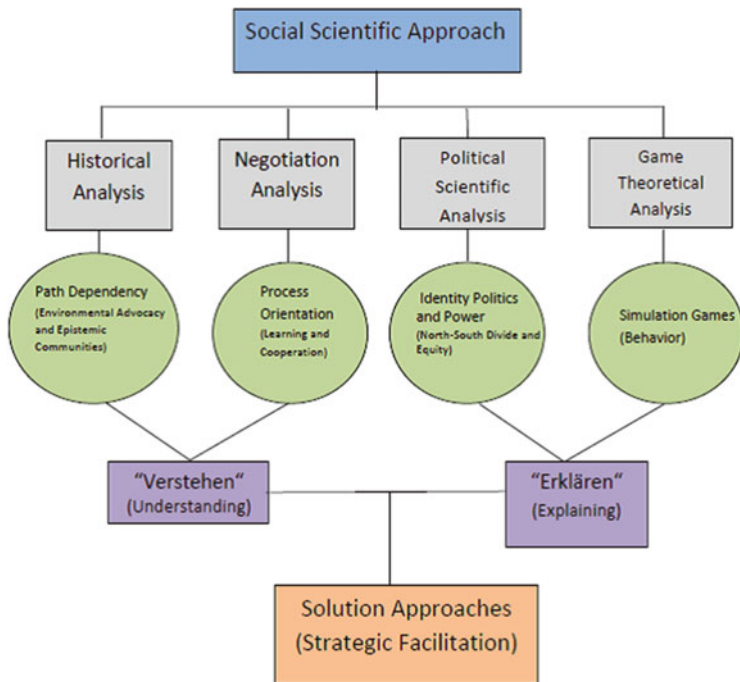 Social Scientific Approach
Historical
Analysis
Negotiation
Analysis
Political
Scientific
Analysis
Game
Theoretical
Analysis
Path Dependency
(Environmental Advocacy
and Epistemic
Communities)
Process
Orientation
(Learning and
Cooperation)
Identity Politics
and Power
(North-South Divide and
Equity)
Simulation Games
(Behavior)
"Verstehen“
(Understanding)
"Erklären“
(Explaining)
Solution Approaches
(Strategic Facilitation)